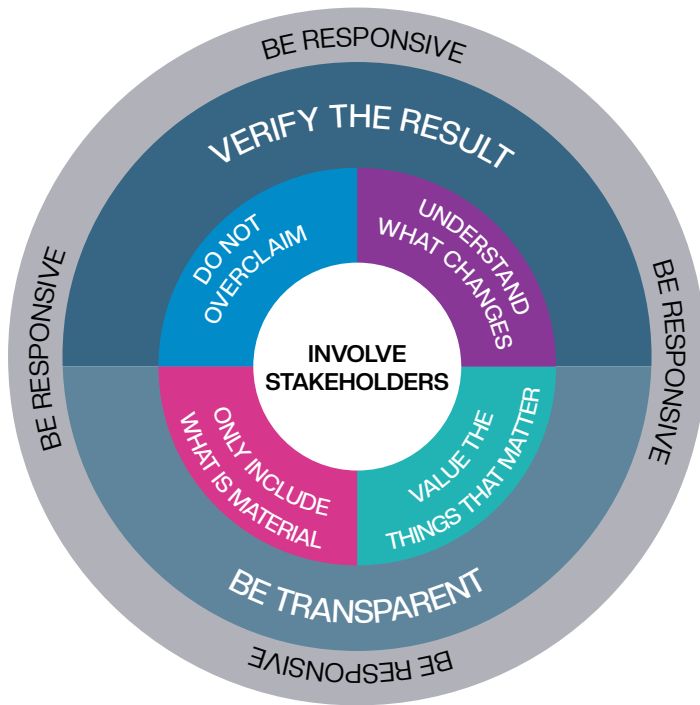 BE RESPONSIVE
VERIFY THE RESULT
DO NOT
OVERCLAIM
UNDERSTAND
WHAT CHANGES
BE RESPONSIVE
INVOLVE
STAKEHOLDERS
BE RESPONSIVE
ONLY INCLUDE
WHAT IS MATERIAL
VALUE THE
THINGS THAT MATTER
BE TRANSPARENT
BE RESPONSIVE